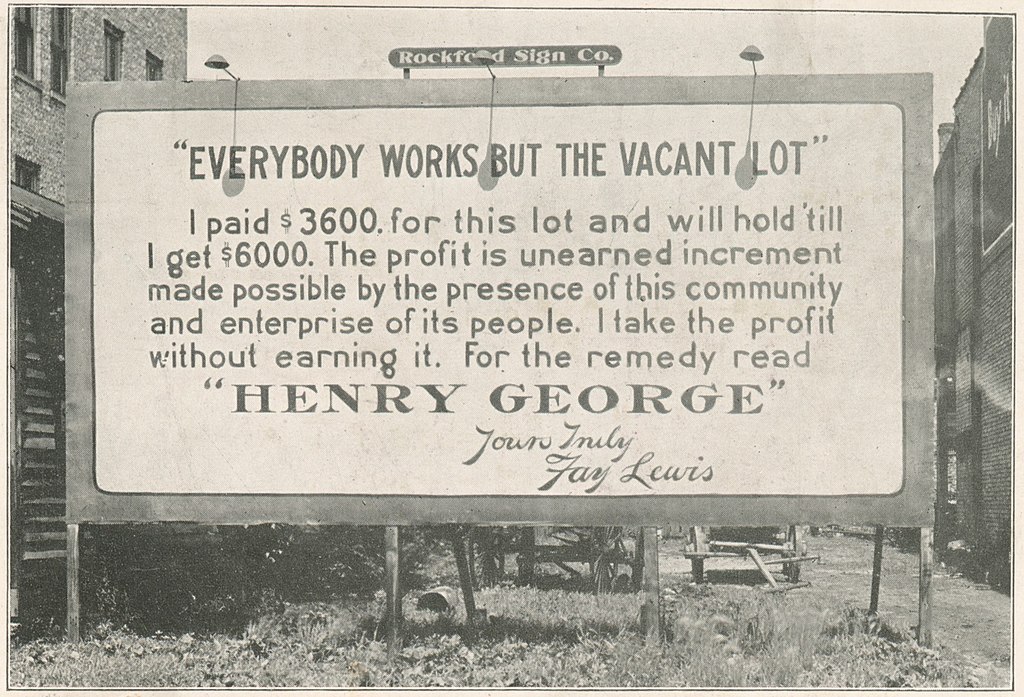 Rockford Sign Co.
"EVERYBODY WORKS BUT THE VACANT LOT"
I paid $3600. for this lot and will hold 'till
I get $6000. The profit is unearned increment
made possible by the presence of this community
and enterprise of its people. I take the profit
without earning it. For the remedy read
"HENRY GEORGE"
Yours Truly
Fay Lewis